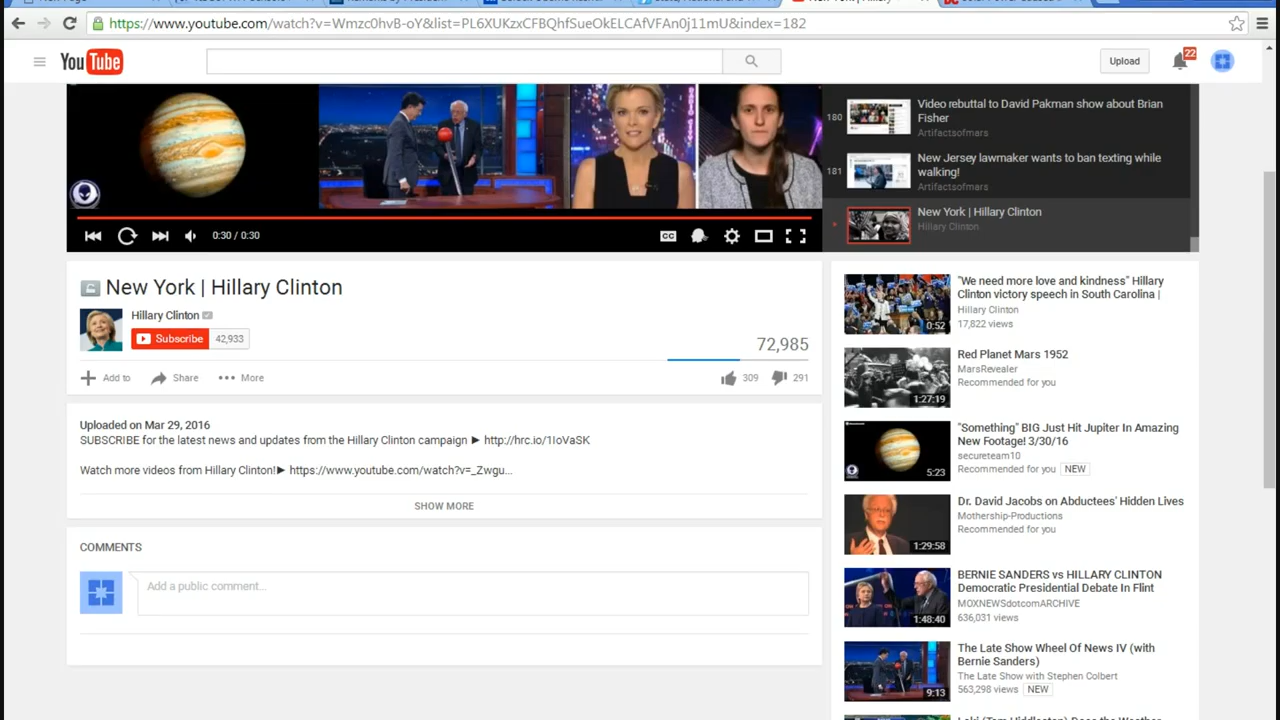 https://www.youtube.com/watch?v=Wmzc0hvB-oY&list=PL6XUKzxCFBQhfSueOkELCAfVFAn0j11mU&index=182
YouTube
Upload
22
180
Video rebuttal to David Pakman show about Brian
Fisher
Artifactsofmars
181
New Jersey lawmaker wants to ban texting while
walking!
Artifactsofmars
New York | Hillary Clinton
Hillary Clinton
0:30 / 0:30
CC
New York | Hillary Clinton
Hillary Clinton
Subscribe
42,933
72,985
Add to
Share
More
309
291
Uploaded on Mar 29, 2016
SUBSCRIBE for the latest news and updates from the Hillary Clinton campaign ► http://hrc.io/1IoVaSK
Watch more videos from Hillary Clinton!► https://www.youtube.com/watch?v=_Zwgu...
SHOW MORE
COMMENTS
Add a public comment...
"We need more love and kindness" Hillary
Clinton victory speech in South Carolina |
Hillary Clinton
17,822 views
0:52
Red Planet Mars 1952
MarsRevealer
Recommended for you
1:27:19
"Something" BIG Just Hit Jupiter In Amazing
New Footage! 3/30/16
secureteam10
Recommended for you NEW
5:23
Dr. David Jacobs on Abductees' Hidden Lives
Mothership-Productions
Recommended for you
1:29:58
BERNIE SANDERS vs HILLARY CLINTON
Democratic Presidential Debate In Flint
MOXNEWSdotcomARCHIVE
636,031 views
1:48:40
The Late Show Wheel Of News IV (with
Bernie Sanders)
The Late Show with Stephen Colbert
563,298 views NEW
9:13